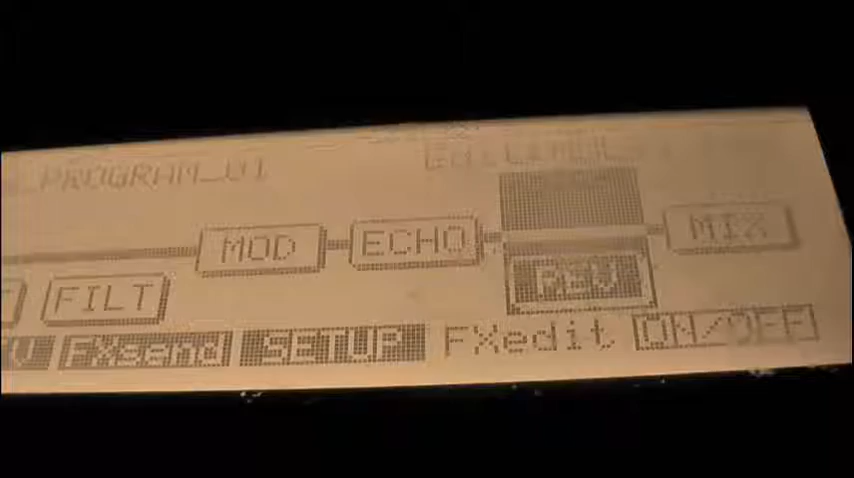 PROGRAM_01
MOD ECHO MIX
FILT REV
FXsend SETUP FXedit ON/OFF